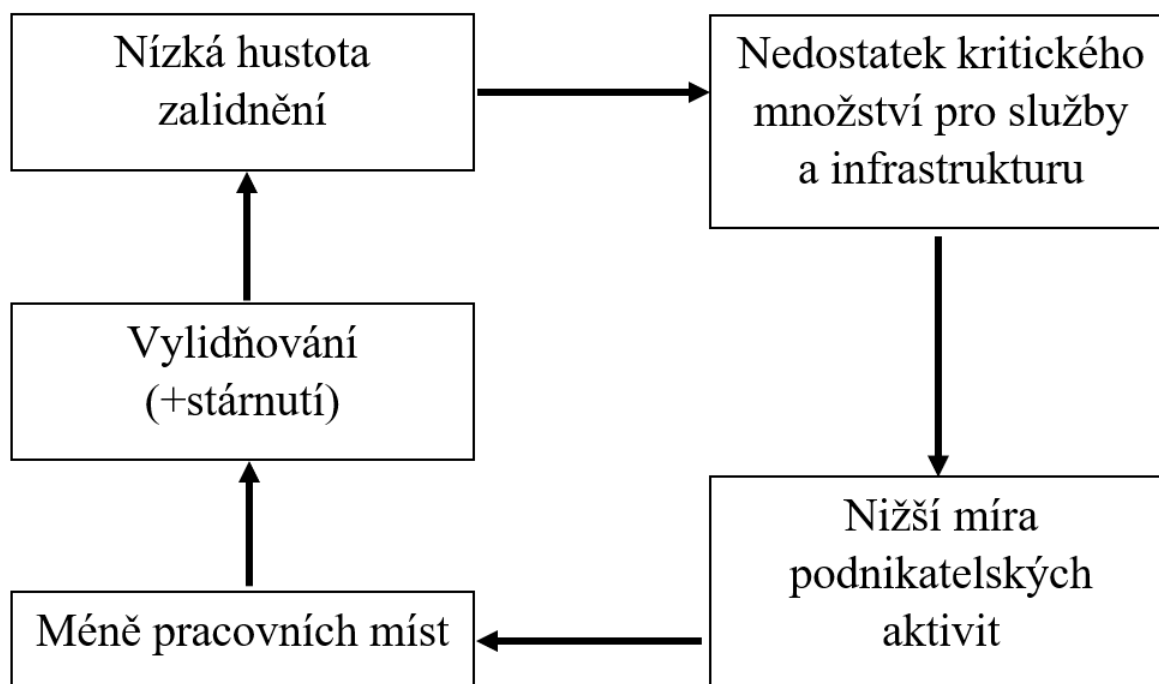 Nízká hustota
zalidnění
Nedostatek kritického
množství pro služby
a infrastrukturu
Vylidňování
(+stárnutí)
Nižší míra
podnikatelských
aktivit
Méně pracovních míst